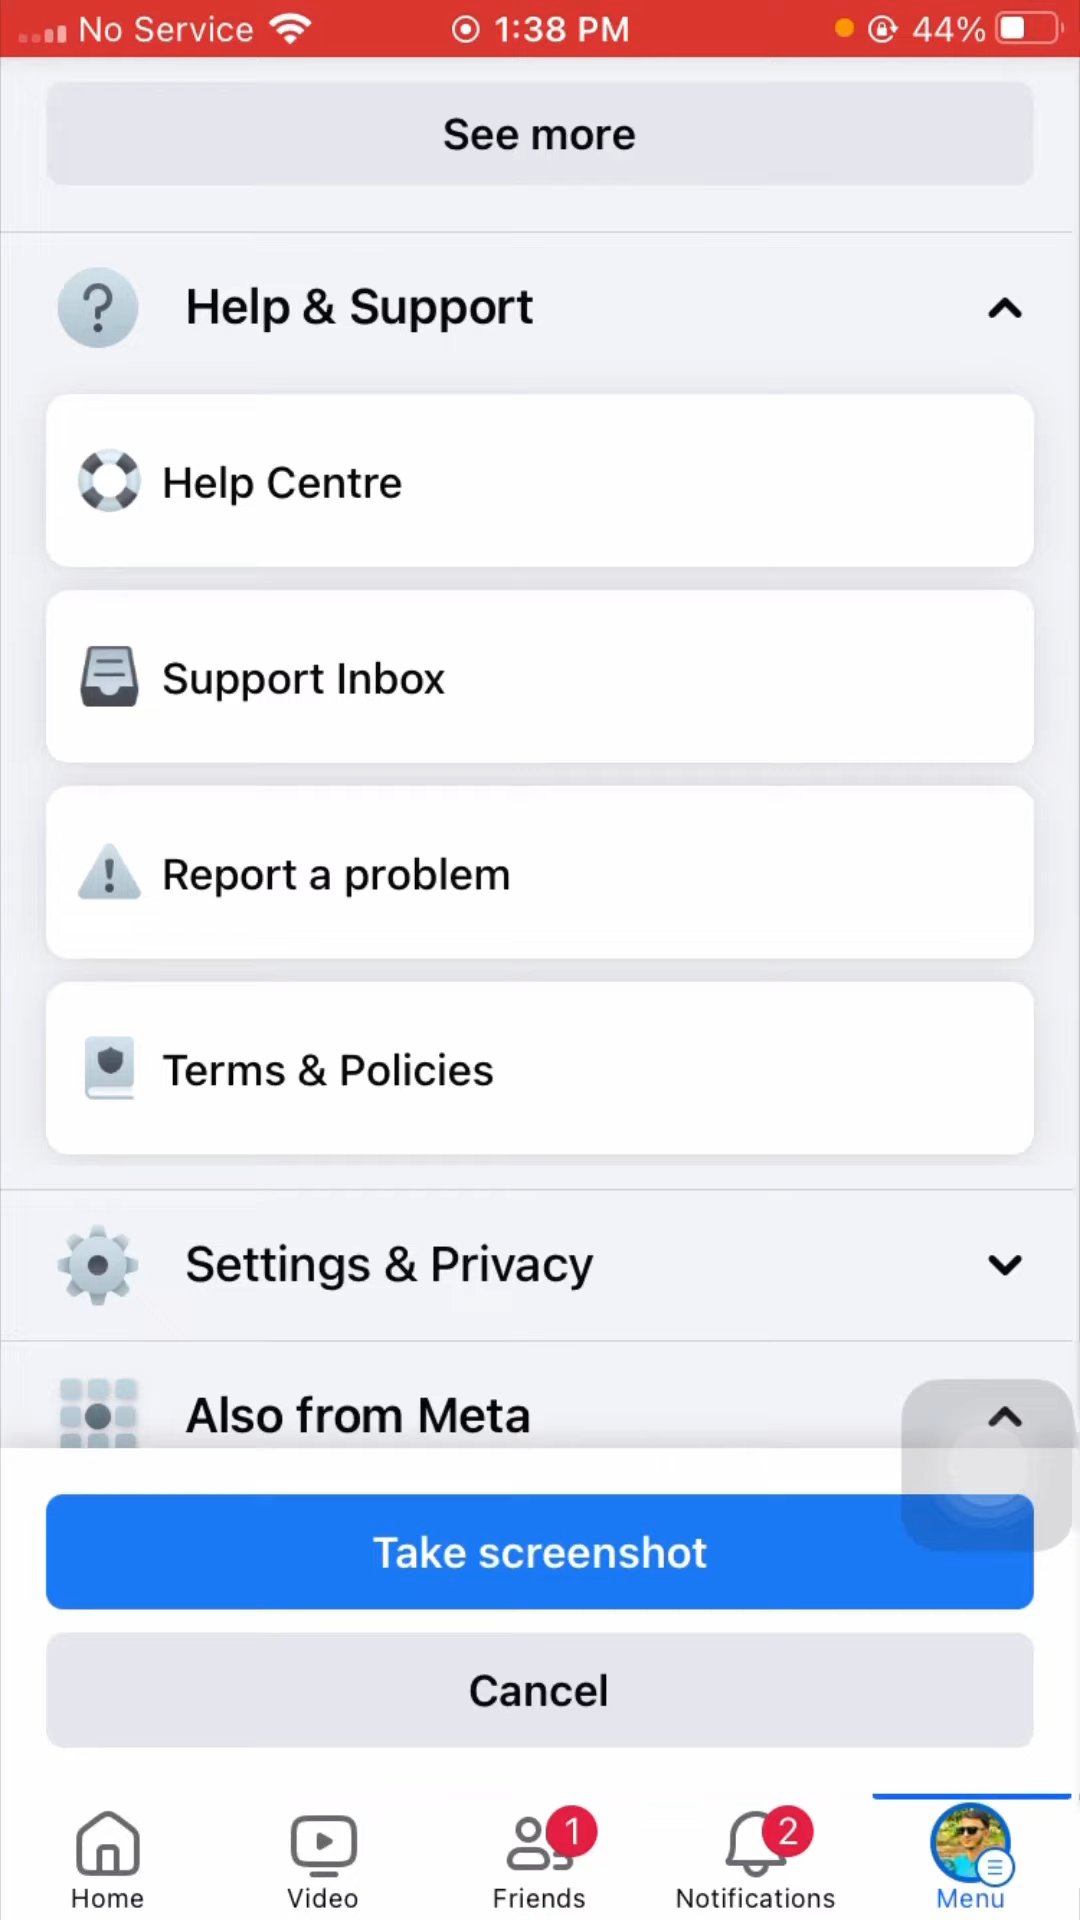 No Service 1:38 PM 44%
See more
Help & Support
Help Centre
Support Inbox
Report a problem
Terms & Policies
Settings & Privacy
Also from Meta
Take screenshot
Cancel
1 2
Home Video Friends Notifications Menu